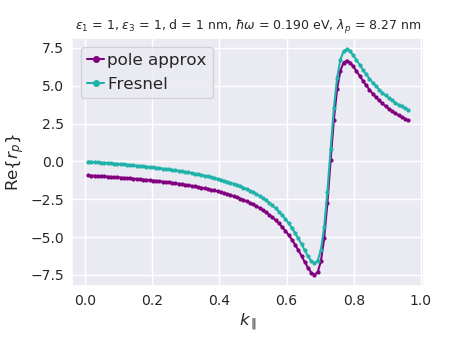 ε₁ = 1, ε₃ = 1, d = 1 nm, ℏω = 0.190 eV, λₚ = 8.27 nm
pole approx
Fresnel
7.5
5.0
2.5
0.0
−2.5
−5.0
−7.5
Re{rₚ}
0.0 0.2 0.4 0.6 0.8 1.0
k∥